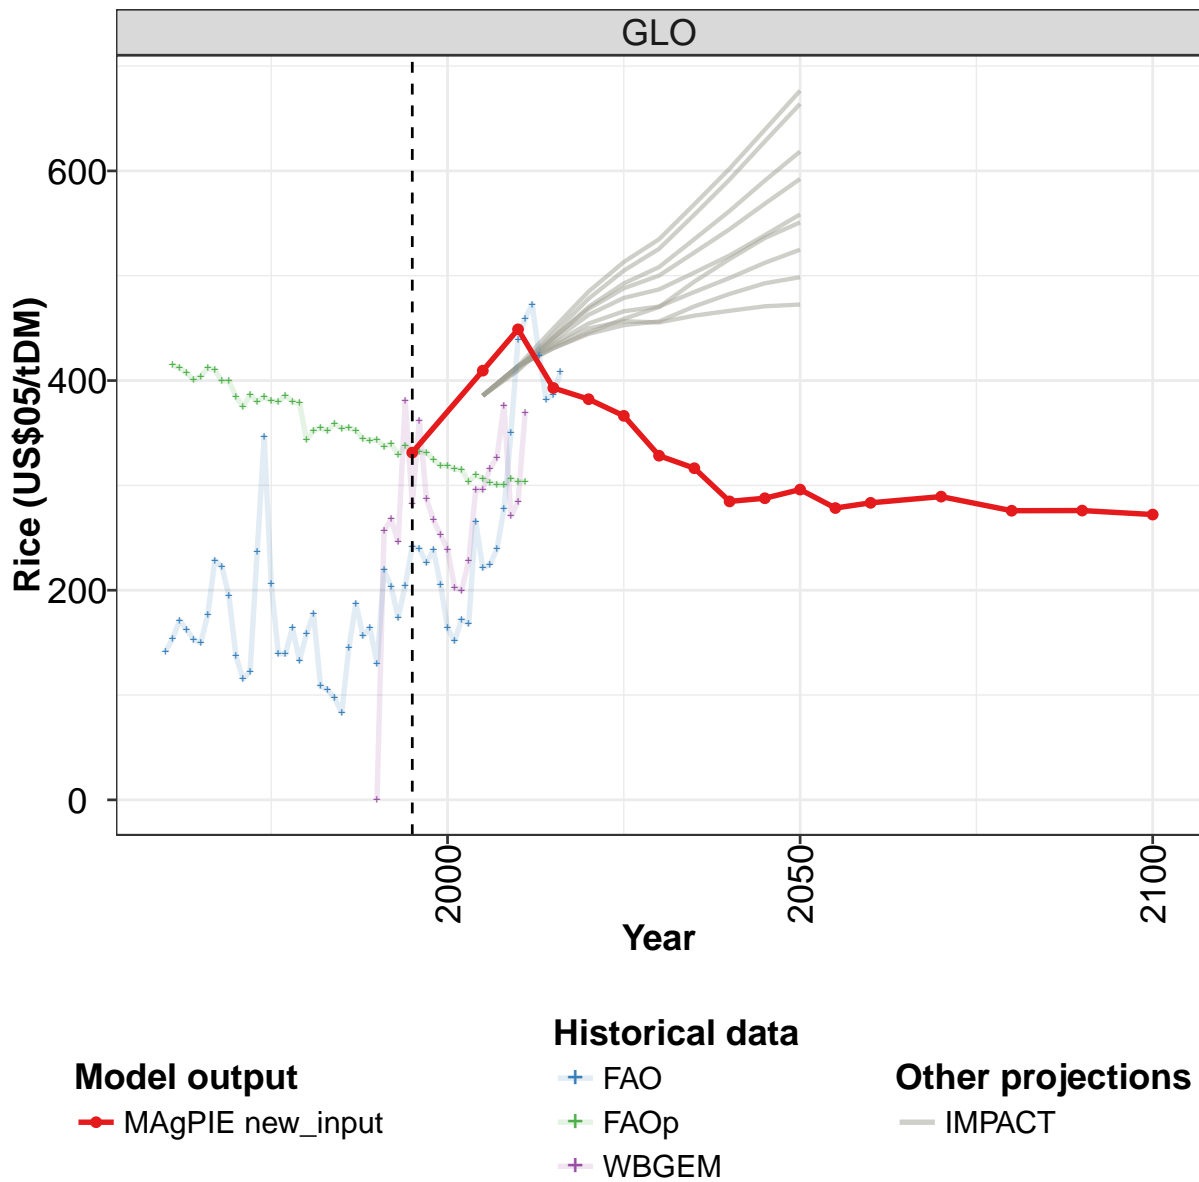 GLO
Rice (US$05/tDM)
600
400
200
0
2000
2050
2100
Year
Model output
MAgPIE new_input
Historical data
FAO
FAOp
WBGEM
Other projections
IMPACT